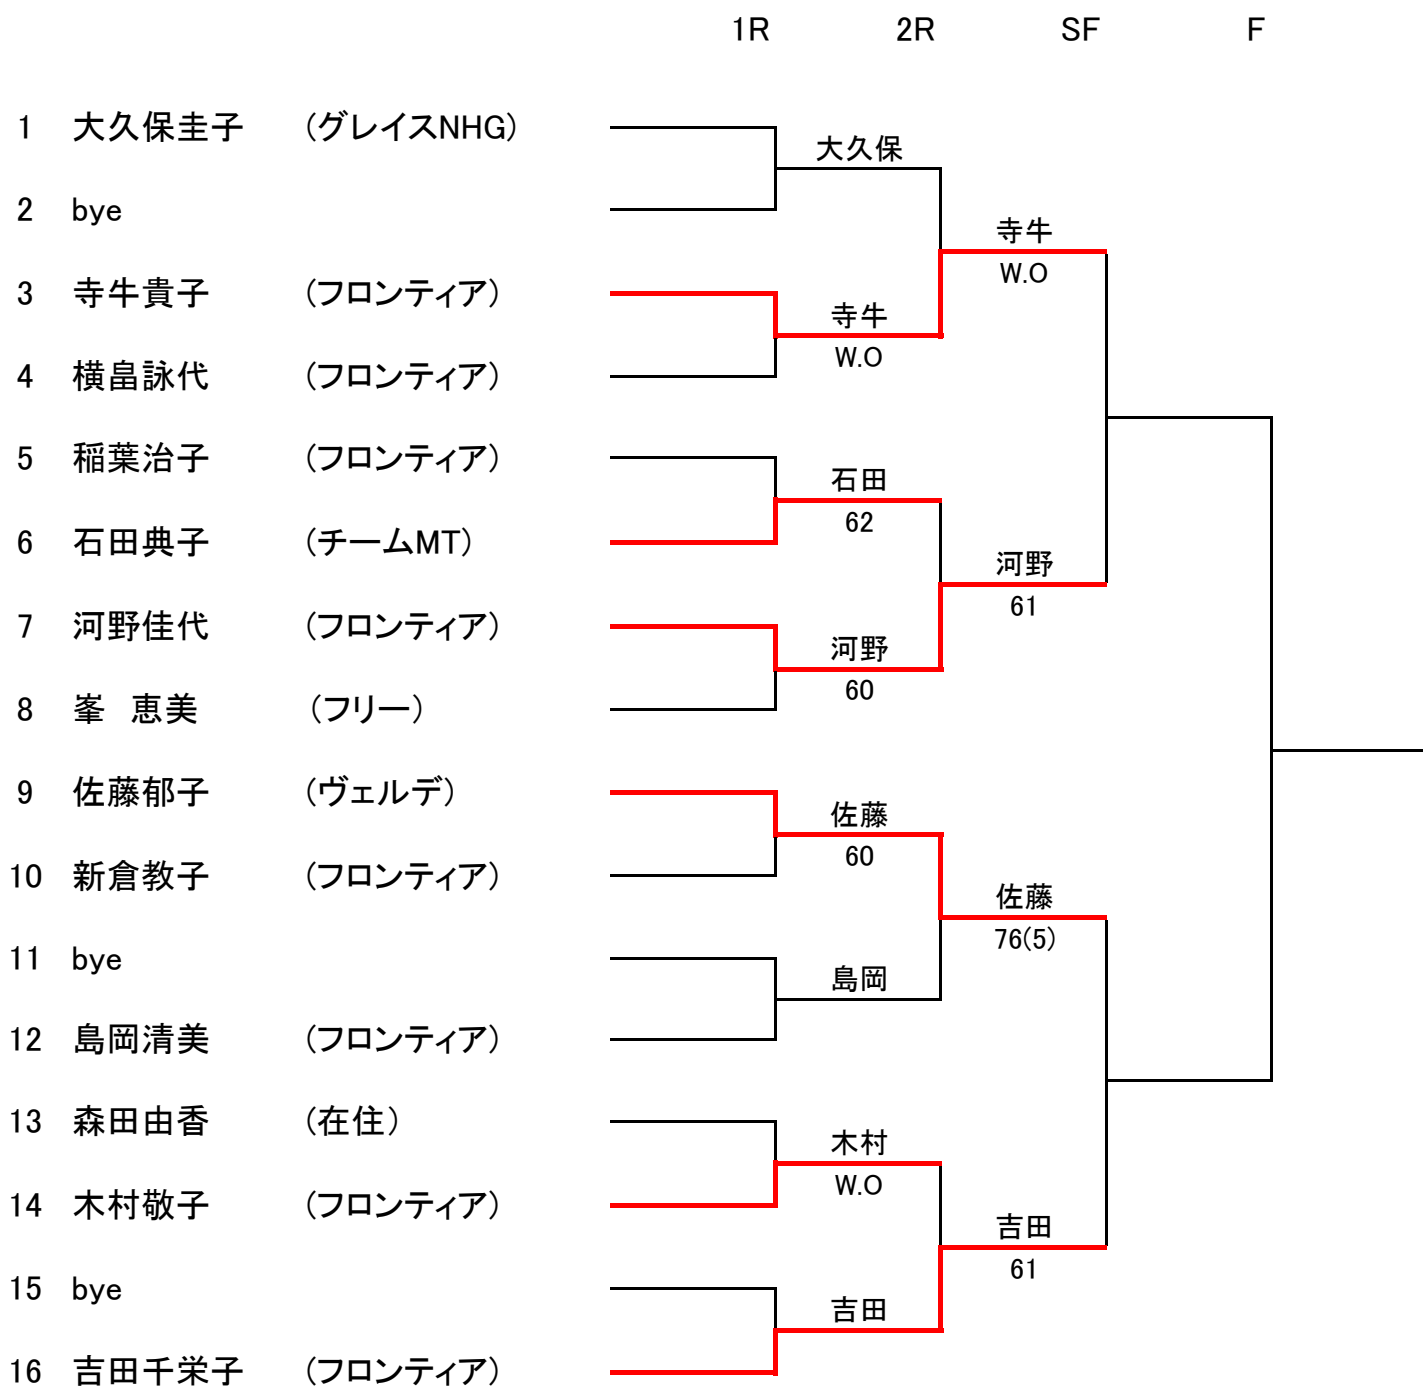 1R 2R SF F
1 大久保圭子 (グレイスNHG)
大久保
2 bye
寺牛
W.O
3 寺牛貴子 (フロンティア)
寺牛
W.O
4 横畠詠代 (フロンティア)
5 稲葉治子 (フロンティア)
石田
62
6 石田典子 (チームMT)
河野
61
7 河野佳代 (フロンティア)
河野
60
8 峯 恵美 (フリー)
9 佐藤郁子 (ヴェルデ)
佐藤
60
10 新倉教子 (フロンティア)
佐藤
76(5)
11 bye
島岡
12 島岡清美 (フロンティア)
13 森田由香 (在住)
木村
W.O
14 木村敬子 (フロンティア)
吉田
61
15 bye
吉田
16 吉田千栄子 (フロンティア)